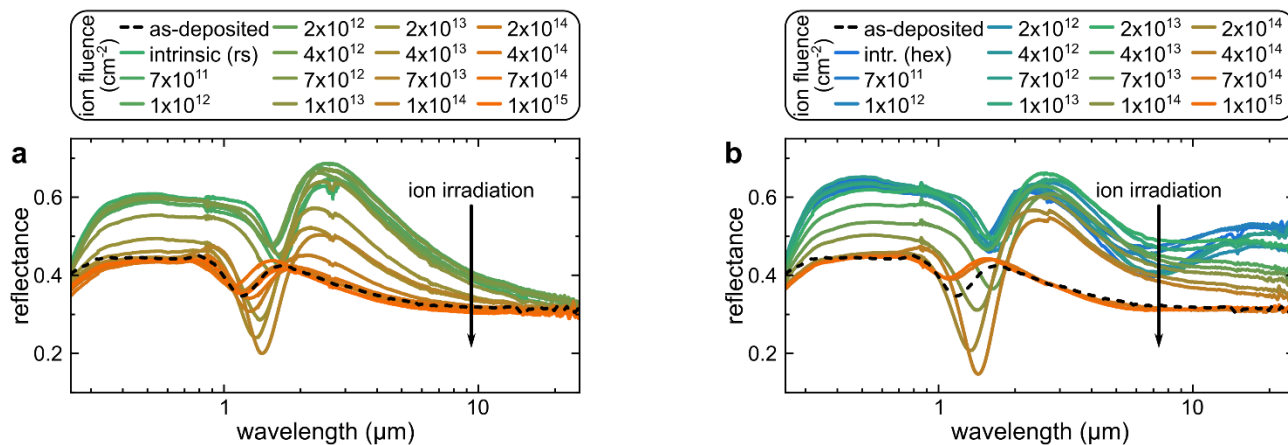 ion fluence
(cm⁻²)
as-deposited
intrinsic (rs)
7x10¹¹
1x10¹²
2x10¹²
4x10¹²
7x10¹²
1x10¹³
2x10¹³
4x10¹³
7x10¹³
1x10¹⁴
2x10¹⁴
4x10¹⁴
7x10¹⁴
1x10¹⁵
a
ion irradiation
reflectance
0.6
0.4
0.2
1
10
wavelength (µm)
ion fluence
(cm⁻²)
as-deposited
intr. (hex)
7x10¹¹
1x10¹²
2x10¹²
4x10¹²
7x10¹²
1x10¹³
2x10¹³
4x10¹³
7x10¹³
1x10¹⁴
2x10¹⁴
4x10¹⁴
7x10¹⁴
1x10¹⁵
b
ion irradiation
reflectance
0.6
0.4
0.2
1
10
wavelength (µm)